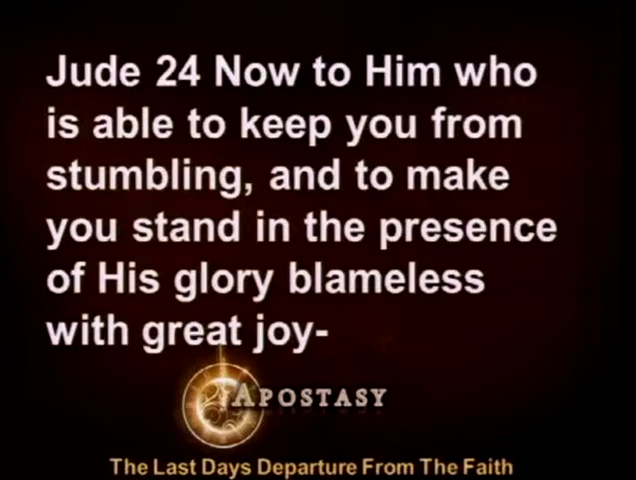 Jude 24 Now to Him who
is able to keep you from
stumbling, and to make
you stand in the presence
of His glory blameless
with great joy-
APOSTASY
The Last Days Departure From The Faith